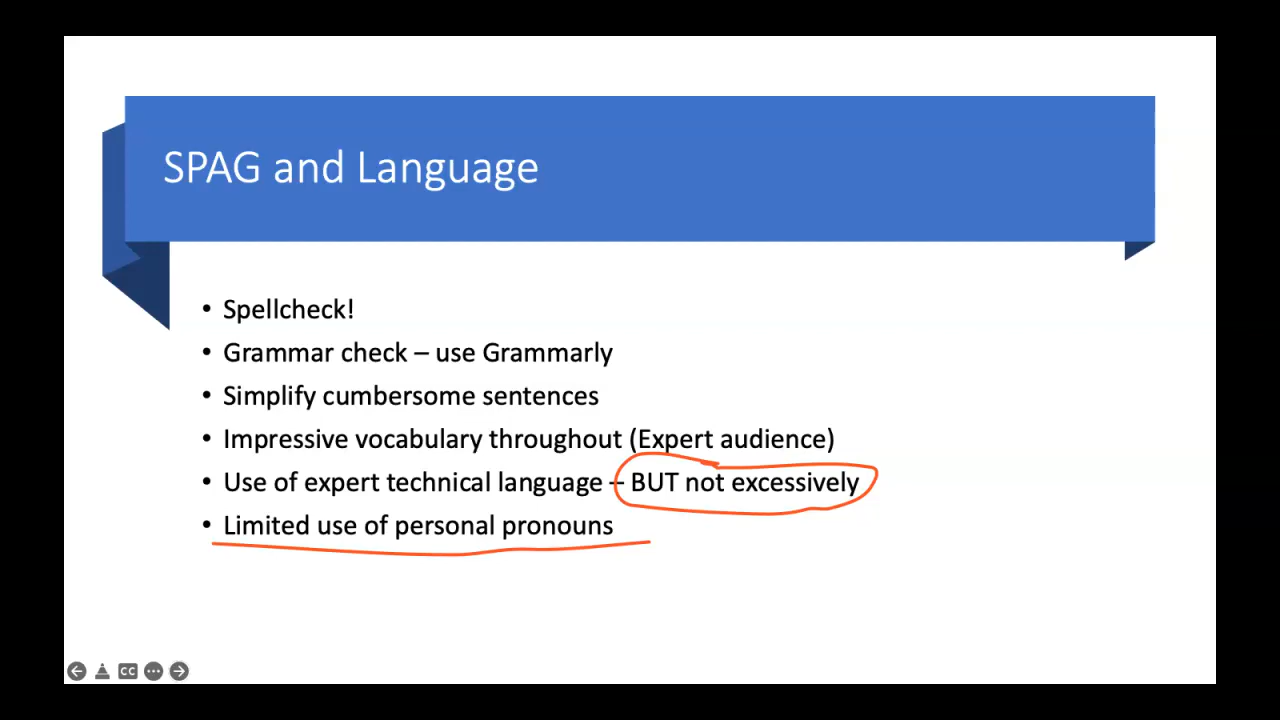 SPAG and Language
• Spellcheck!
• Grammar check – use Grammarly
• Simplify cumbersome sentences
• Impressive vocabulary throughout (Expert audience)
• Use of expert technical language – BUT not excessively
• Limited use of personal pronouns
CC